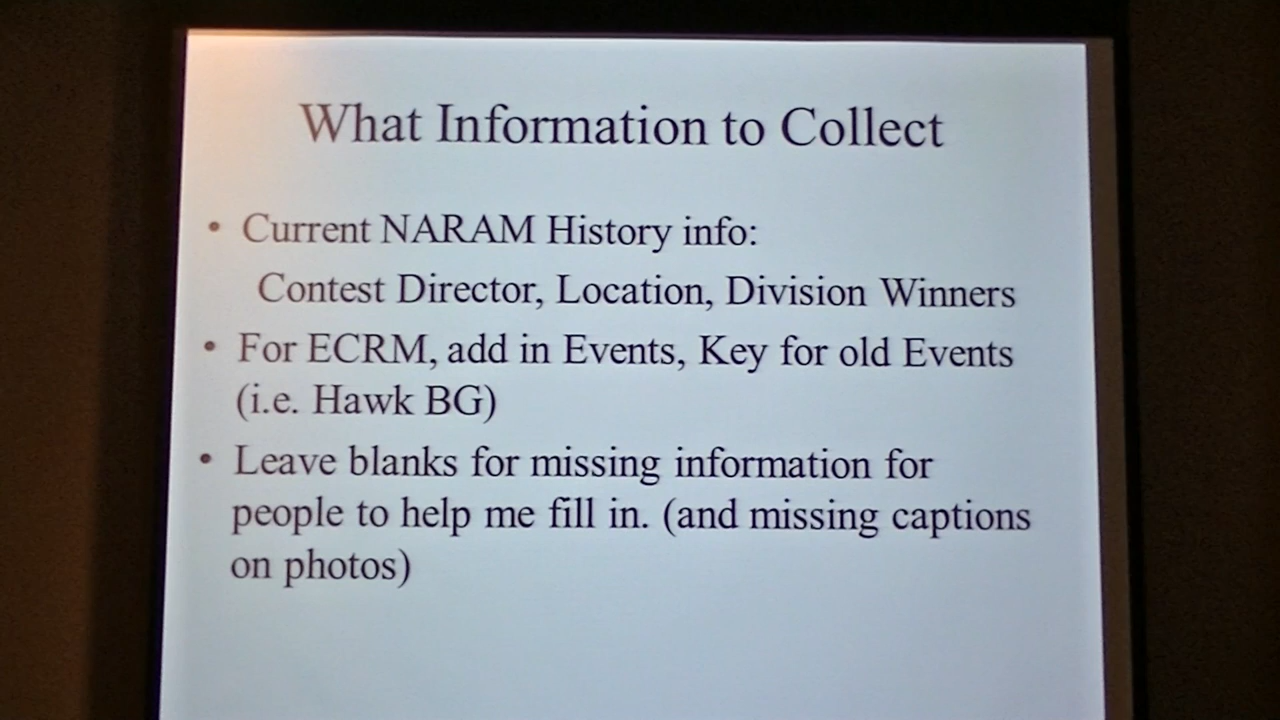 What Information to Collect
• Current NARAM History info:
Contest Director, Location, Division Winners
• For ECRM, add in Events, Key for old Events
(i.e. Hawk BG)
• Leave blanks for missing information for
people to help me fill in. (and missing captions
on photos)